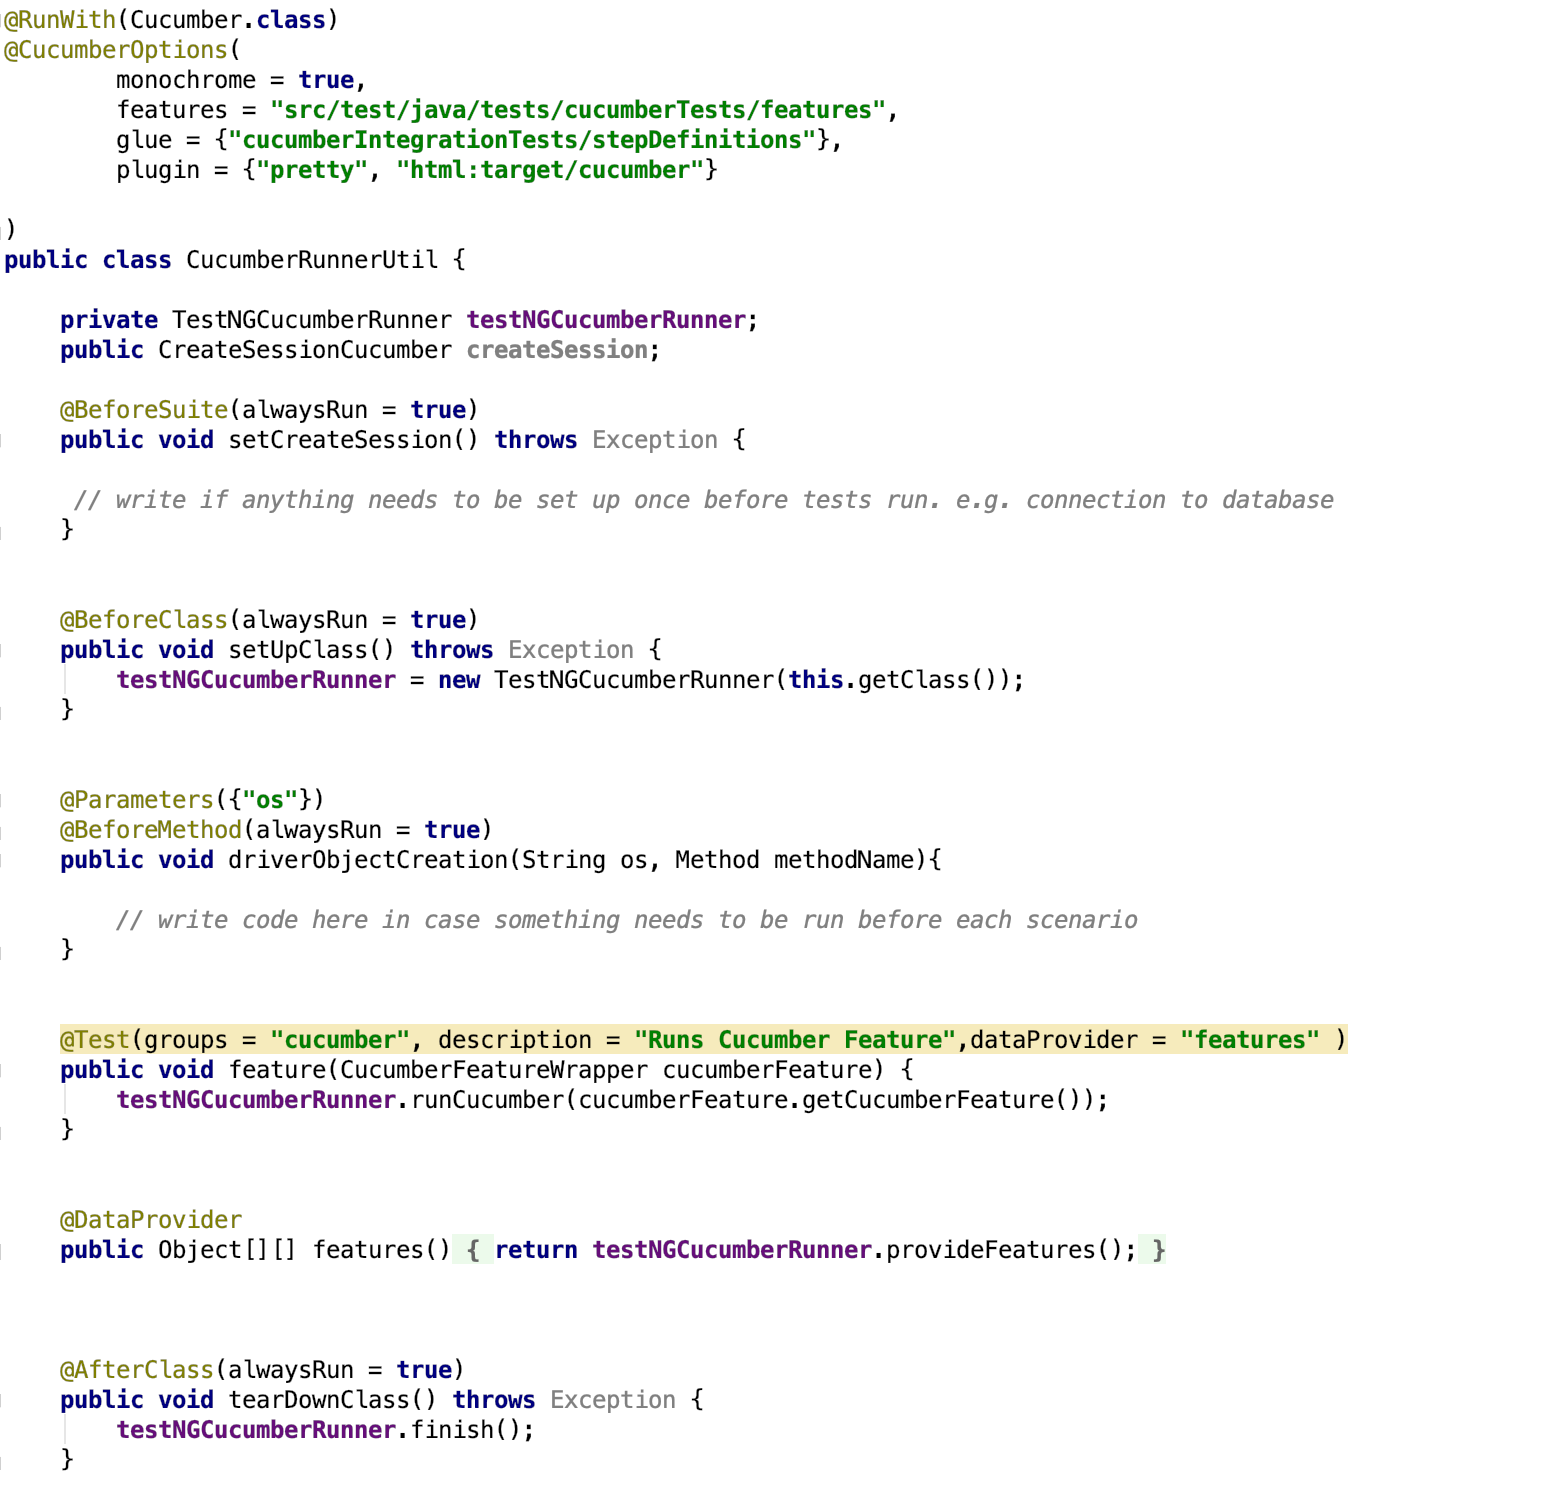 @RunWith(Cucumber.class)
@CucumberOptions(
monochrome = true,
features = "src/test/java/tests/cucumberTests/features",
glue = {"cucumberIntegrationTests/stepDefinitions"},
plugin = {"pretty", "html:target/cucumber"}
)
public class CucumberRunnerUtil {
private TestNGCucumberRunner testNGCucumberRunner;
public CreateSessionCucumber createSession;
@BeforeSuite(alwaysRun = true)
public void setCreateSession() throws Exception {
// write if anything needs to be set up once before tests run. e.g. connection to database
}
@BeforeClass(alwaysRun = true)
public void setUpClass() throws Exception {
testNGCucumberRunner = new TestNGCucumberRunner(this.getClass());
}
@Parameters({"os"})
@BeforeMethod(alwaysRun = true)
public void driverObjectCreation(String os, Method methodName){
// write code here in case something needs to be run before each scenario
}
@Test(groups = "cucumber", description = "Runs Cucumber Feature",dataProvider = "features" )
public void feature(CucumberFeatureWrapper cucumberFeature) {
testNGCucumberRunner.runCucumber(cucumberFeature.getCucumberFeature());
}
@DataProvider
public Object[][] features() { return testNGCucumberRunner.provideFeatures(); }
@AfterClass(alwaysRun = true)
public void tearDownClass() throws Exception {
testNGCucumberRunner.finish();
}